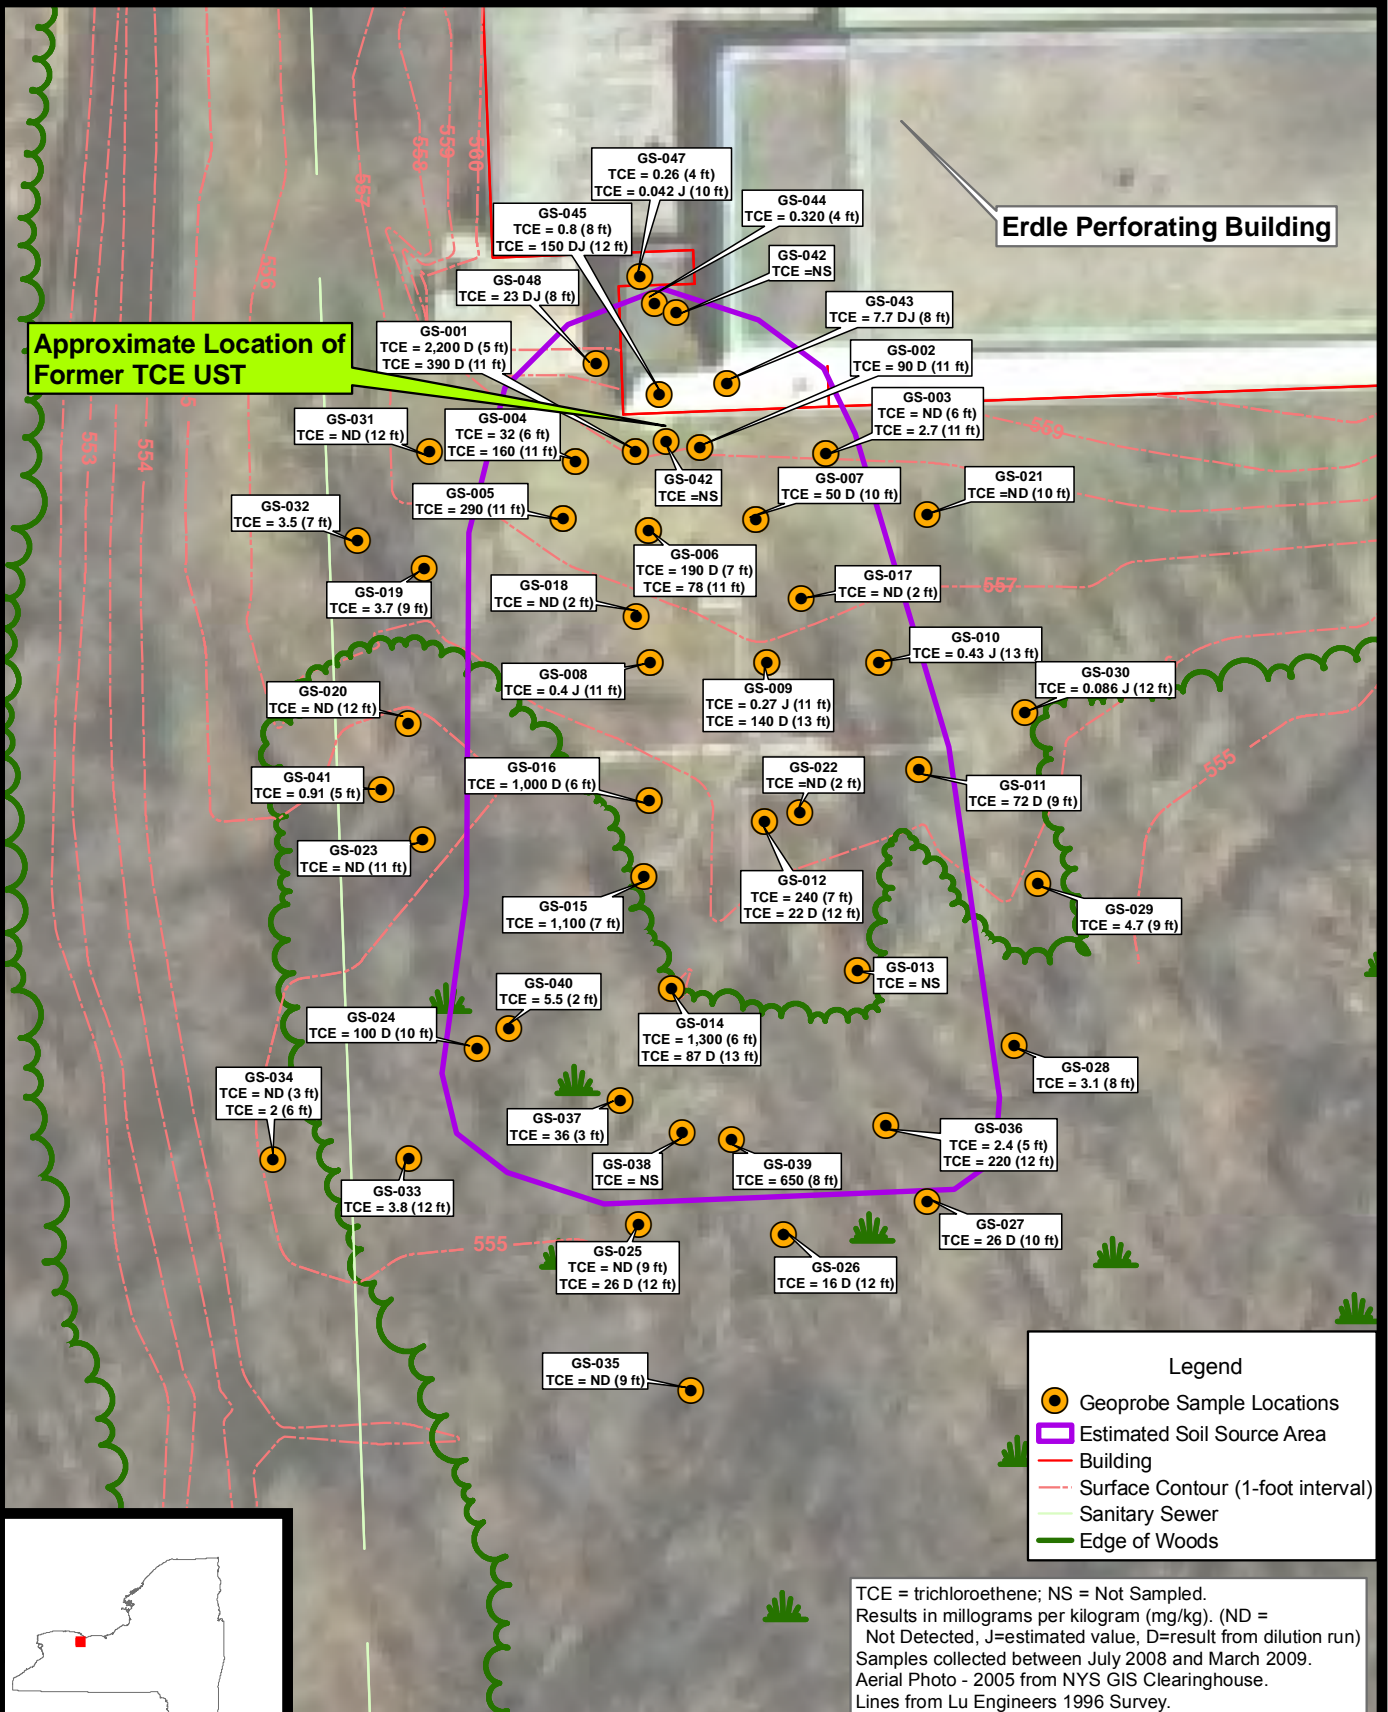 560
559
558
557
556
GS-047
TCE = 0.26 (4 ft)
TCE = 0.042 J (10 ft)
GS-044
TCE = 0.320 (4 ft)
GS-045
TCE = 0.8 (8 ft)
TCE = 150 DJ (12 ft)
Erdle Perforating Building
GS-042
TCE =NS
GS-048
TCE = 23 DJ (8 ft)
GS-043
TCE = 7.7 DJ (8 ft)
Approximate Location of
Former TCE UST
GS-001
TCE = 2,200 D (5 ft)
TCE = 390 D (11 ft)
GS-002
TCE = 90 D (11 ft)
GS-003
TCE = ND (6 ft)
TCE = 2.7 (11 ft)
GS-031
TCE = ND (12 ft)
GS-004
TCE = 32 (6 ft)
TCE = 160 (11 ft)
559
553
554
GS-042
TCE =NS
GS-007
TCE = 50 D (10 ft)
GS-021
TCE =ND (10 ft)
GS-005
TCE = 290 (11 ft)
GS-032
TCE = 3.5 (7 ft)
GS-006
TCE = 190 D (7 ft)
TCE = 78 (11 ft)
GS-019
TCE = 3.7 (9 ft)
GS-018
TCE = ND (2 ft)
GS-017
TCE = ND (2 ft)
557
GS-010
TCE = 0.43 J (13 ft)
GS-008
TCE = 0.4 J (11 ft)
GS-009
TCE = 0.27 J (11 ft)
TCE = 140 D (13 ft)
GS-030
TCE = 0.086 J (12 ft)
GS-020
TCE = ND (12 ft)
GS-041
TCE = 0.91 (5 ft)
GS-016
TCE = 1,000 D (6 ft)
GS-022
TCE =ND (2 ft)
GS-011
TCE = 72 D (9 ft)
555
GS-023
TCE = ND (11 ft)
GS-015
TCE = 1,100 (7 ft)
GS-012
TCE = 240 (7 ft)
TCE = 22 D (12 ft)
GS-029
TCE = 4.7 (9 ft)
GS-013
TCE = NS
GS-040
TCE = 5.5 (2 ft)
GS-024
TCE = 100 D (10 ft)
GS-014
TCE = 1,300 (6 ft)
TCE = 87 D (13 ft)
GS-028
TCE = 3.1 (8 ft)
GS-034
TCE = ND (3 ft)
TCE = 2 (6 ft)
GS-037
TCE = 36 (3 ft)
GS-036
TCE = 2.4 (5 ft)
TCE = 220 (12 ft)
GS-038
TCE = NS
GS-039
TCE = 650 (8 ft)
GS-033
TCE = 3.8 (12 ft)
GS-027
TCE = 26 D (10 ft)
555
GS-025
TCE = ND (9 ft)
TCE = 26 D (12 ft)
GS-026
TCE = 16 D (12 ft)
GS-035
TCE = ND (9 ft)
Legend
Geoprobe Sample Locations
Estimated Soil Source Area
Building
Surface Contour (1-foot interval)
Sanitary Sewer
Edge of Woods
TCE = trichloroethene; NS = Not Sampled.
Results in millograms per kilogram (mg/kg). (ND =
Not Detected, J=estimated value, D=result from dilution run)
Samples collected between July 2008 and March 2009.
Aerial Photo - 2005 from NYS GIS Clearinghouse.
Lines from Lu Engineers 1996 Survey.